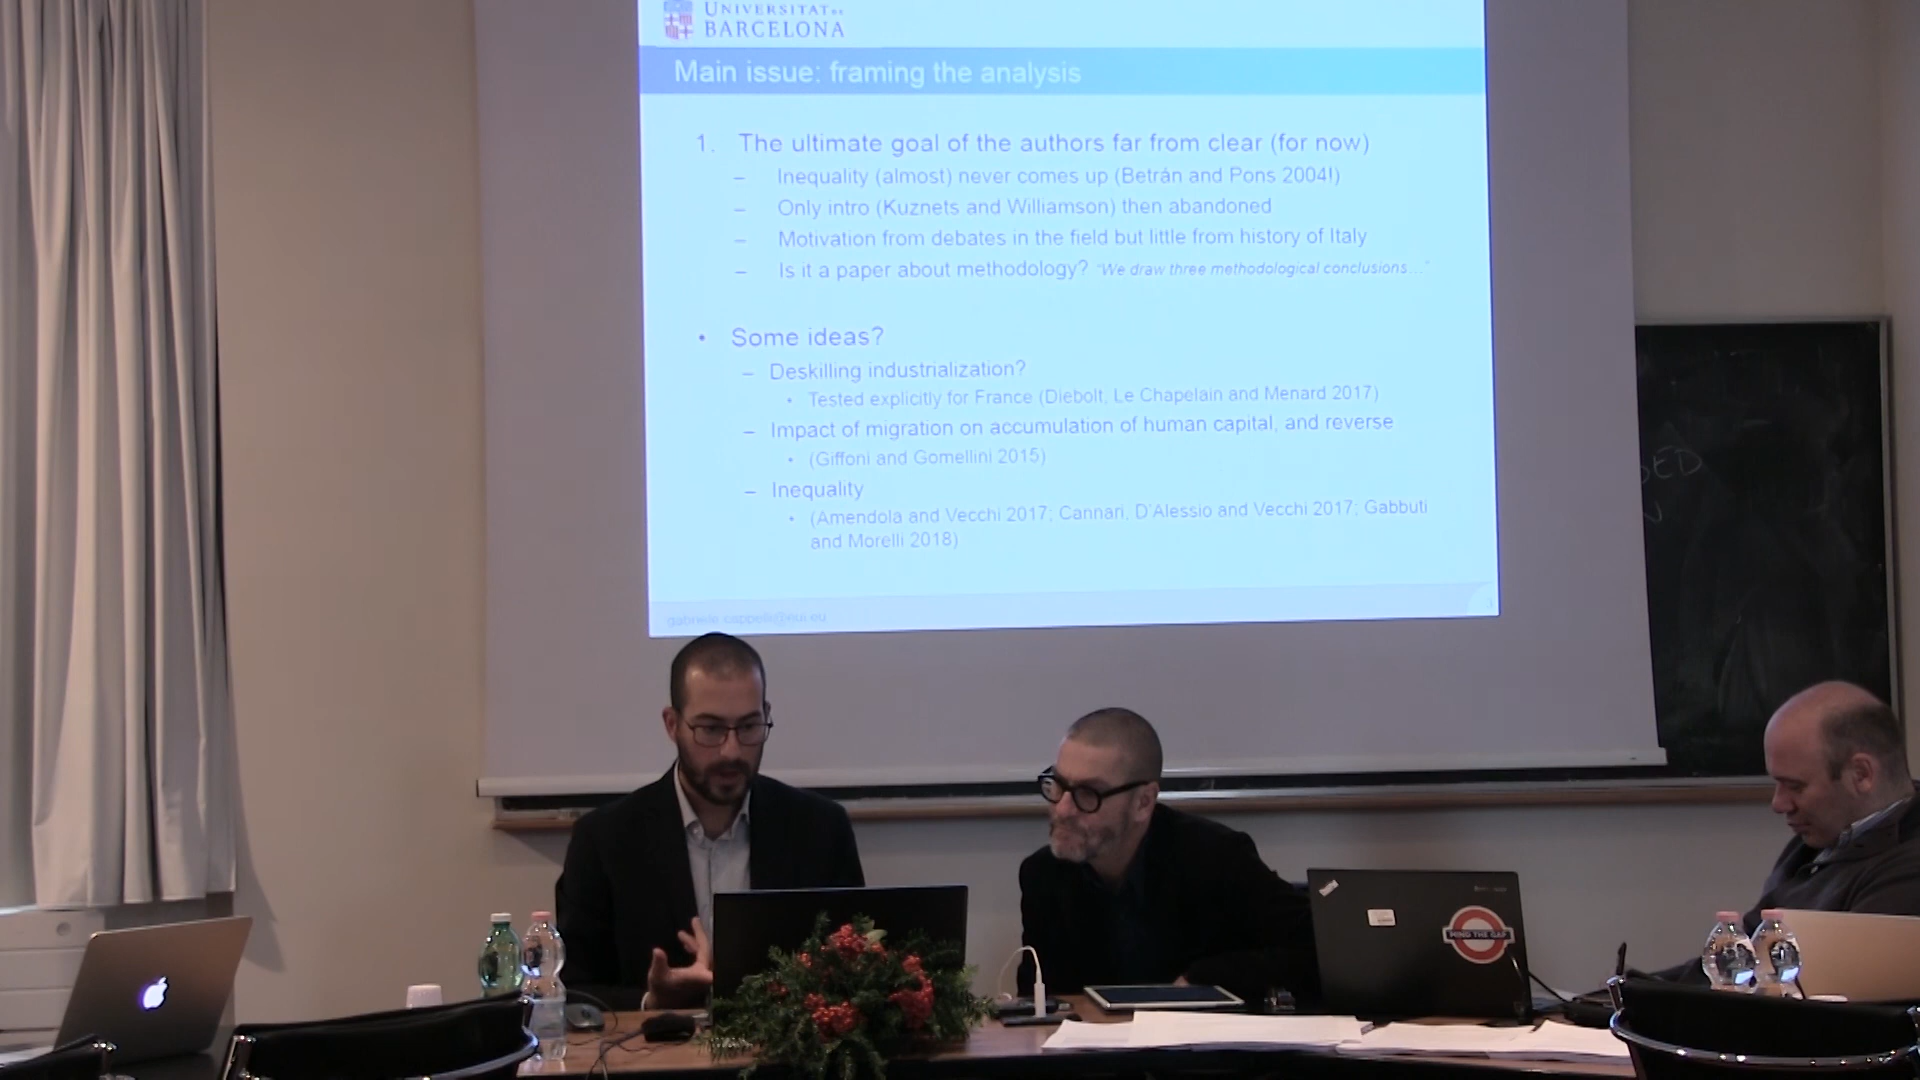 UNIVERSITAT DE
BARCELONA
Main issue: framing the analysis
1. The ultimate goal of the authors far from clear (for now)
– Inequality (almost) never comes up (Betrán and Pons 2004!)
– Only intro (Kuznets and Williamson) then abandoned
– Motivation from debates in the field but little from history of Italy
– Is it a paper about methodology? “We draw three methodological conclusions…”
• Some ideas?
– Deskilling industrialization?
• Tested explicitly for France (Diebolt, Le Chapelain and Menard 2017)
– Impact of migration on accumulation of human capital, and reverse
• (Giffoni and Gomellini 2015)
– Inequality
• (Amendola and Vecchi 2017; Cannari, D'Alessio and Vecchi 2017; Gabbuti
and Morelli 2018)
gabriele.cappelli@eui.eu
MIND THE GAP